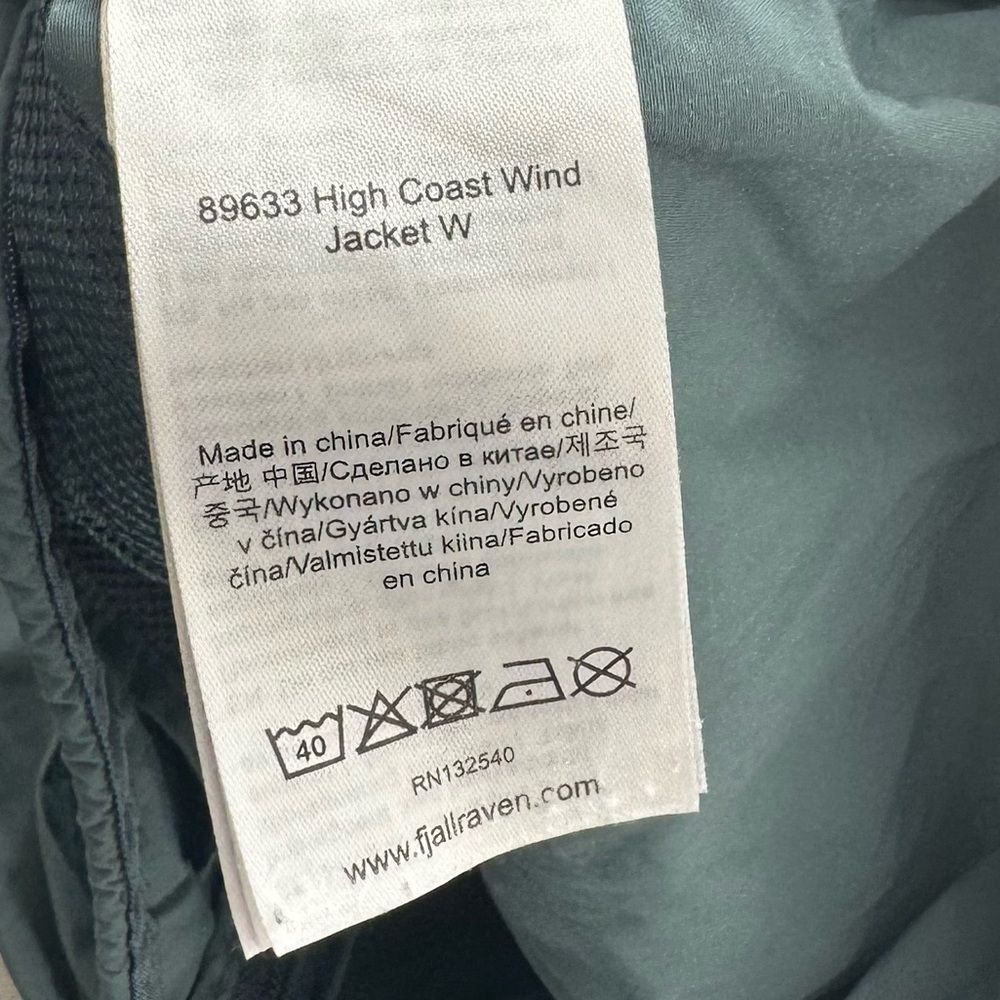 89633 High Coast Wind
Jacket W
Made in china/Fabriqué en chine/
产地 中国/Сделано в китае/제조국
중국/Wykonano w chiny/Vyrobeno
v čína/Gyártva kína/Vyrobené
čína/Valmistettu kiina/Fabricado
en china
40
RN132540
www.fjallraven.com